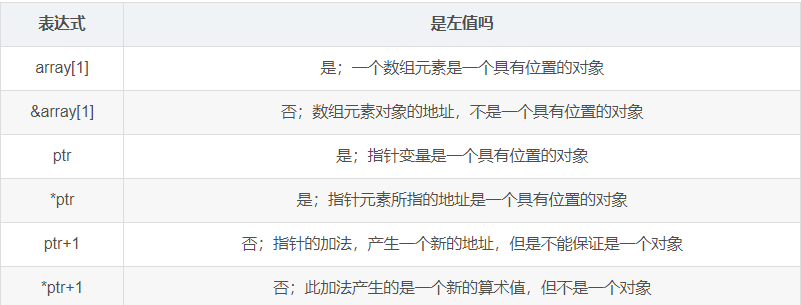 表达式 是左值吗
array[1] 是；一个数组元素是一个具有位置的对象
&array[1] 否；数组元素对象的地址，不是一个具有位置的对象
ptr 是；指针变量是一个具有位置的对象
*ptr 是；指针元素所指的地址是一个具有位置的对象
ptr+1 否；指针的加法，产生一个新的地址，但是不能保证是一个对象
*ptr+1 否；此加法产生的是一个新的算术值，但不是一个对象